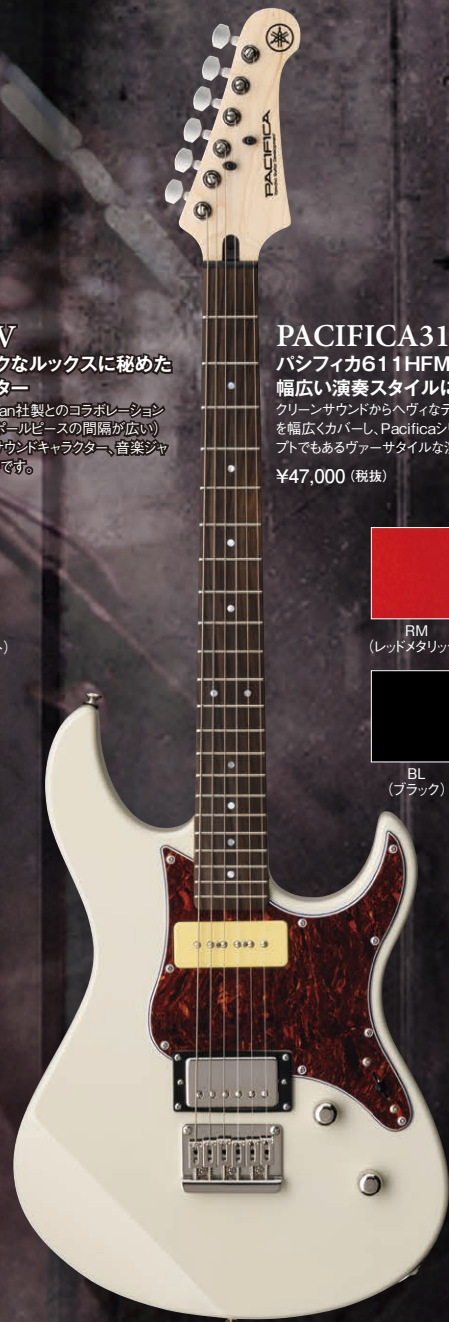 PACIFICA
V
クなルックスに秘めた
ター
an社製とのコラボレーション
ポールピースの間隔が広い)
サウンドキャラクター、音楽ジャ
です。
ト)
PACIFICA31
パシフィカ611HFM
幅広い演奏スタイルに
クリーンサウンドからヘヴィなデ
を幅広くカバーし、Pacificaシリ
プトでもあるヴァーサタイルな演
¥47,000 (税抜)
RM
(レッドメタリック
BL
(ブラック)